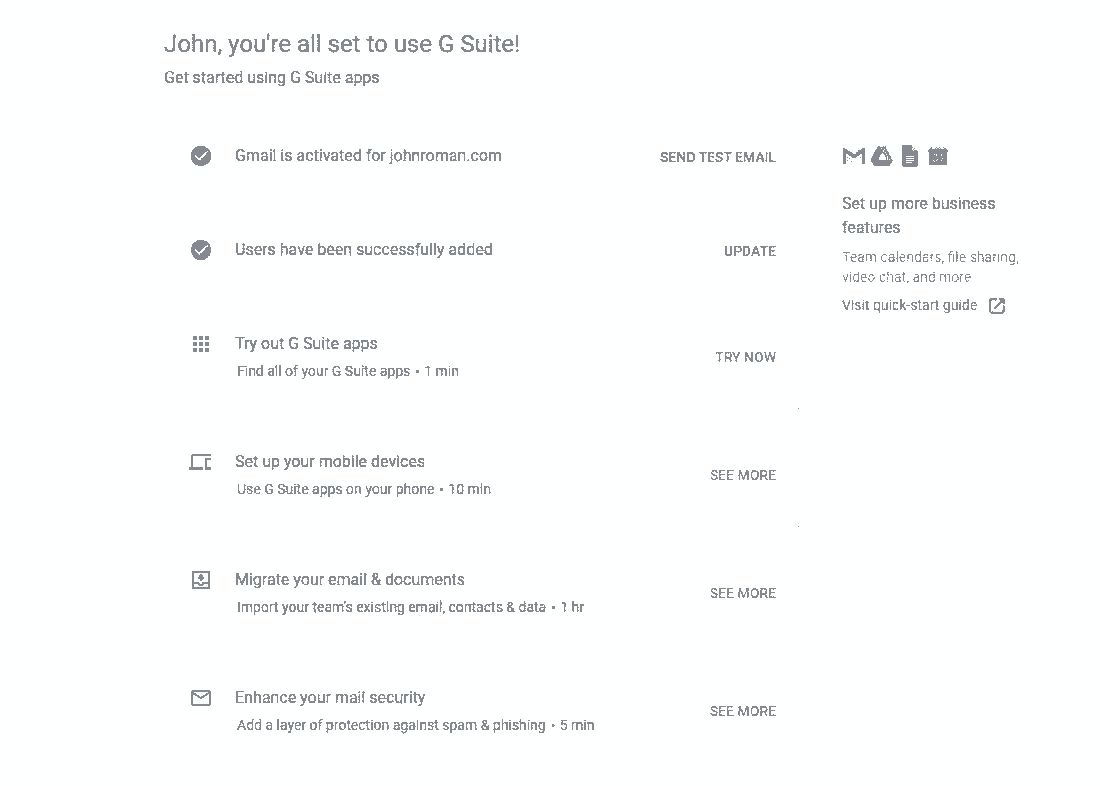 John, you're all set to use G Suite!
Get started using G Suite apps
Gmail is activated for johnroman.com
SEND TEST EMAIL
Users have been successfully added
UPDATE
Try out G Suite apps
Find all of your G Suite apps • 1 min
TRY NOW
Set up your mobile devices
Use G Suite apps on your phone • 10 min
SEE MORE
Migrate your email & documents
Import your team's existing email, contacts & data • 1 hr
SEE MORE
Enhance your mail security
Add a layer of protection against spam & phishing • 5 min
SEE MORE
Set up more business
features
Team calendars, file sharing,
video chat, and more
Visit quick-start guide